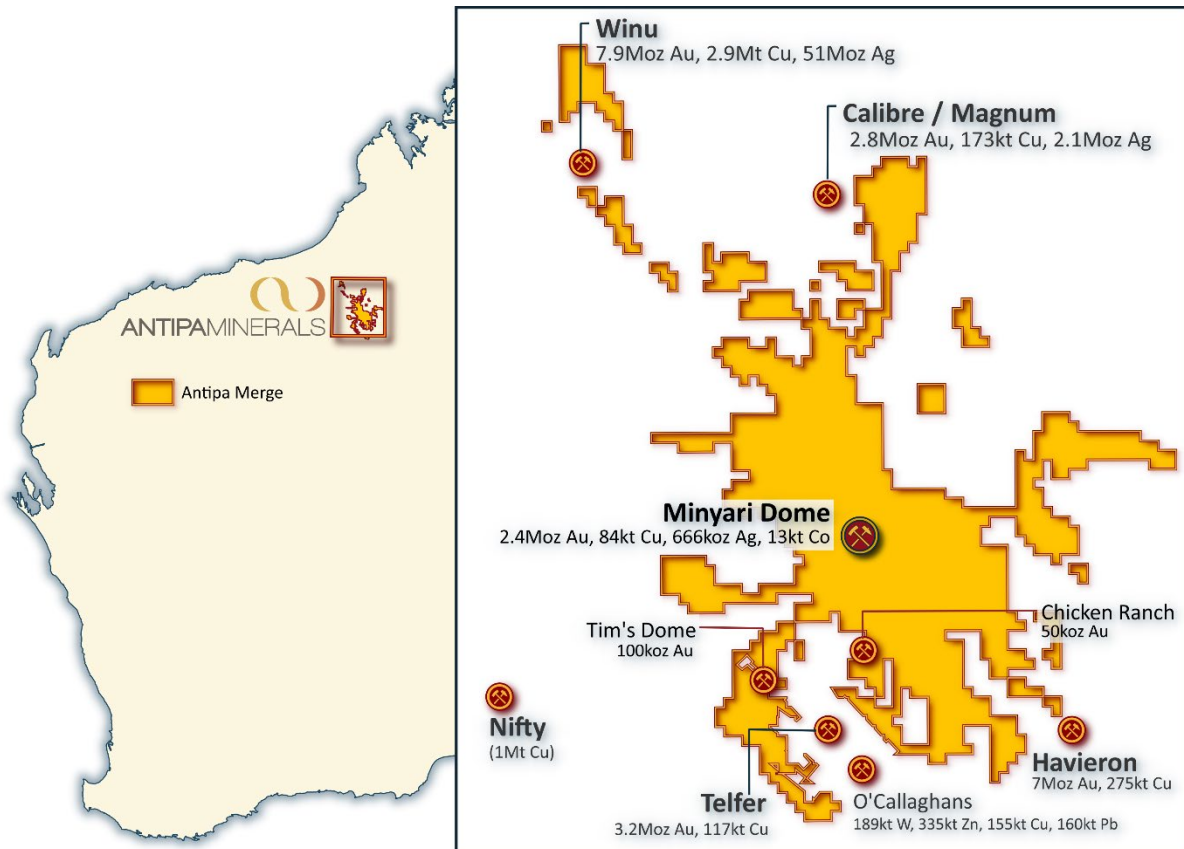 ANTIPAMINERALS
Antipa Merge
Winu
7.9Moz Au, 2.9Mt Cu, 51Moz Ag
Calibre / Magnum
2.8Moz Au, 173kt Cu, 2.1Moz Ag
Minyari Dome
2.4Moz Au, 84kt Cu, 666koz Ag, 13kt Co
Chicken Ranch
50koz Au
Tim's Dome
100koz Au
Nifty
(1Mt Cu)
Telfer
3.2Moz Au, 117kt Cu
O'Callaghans
189kt W, 335kt Zn, 155kt Cu, 160kt Pb
Havieron
7Moz Au, 275kt Cu